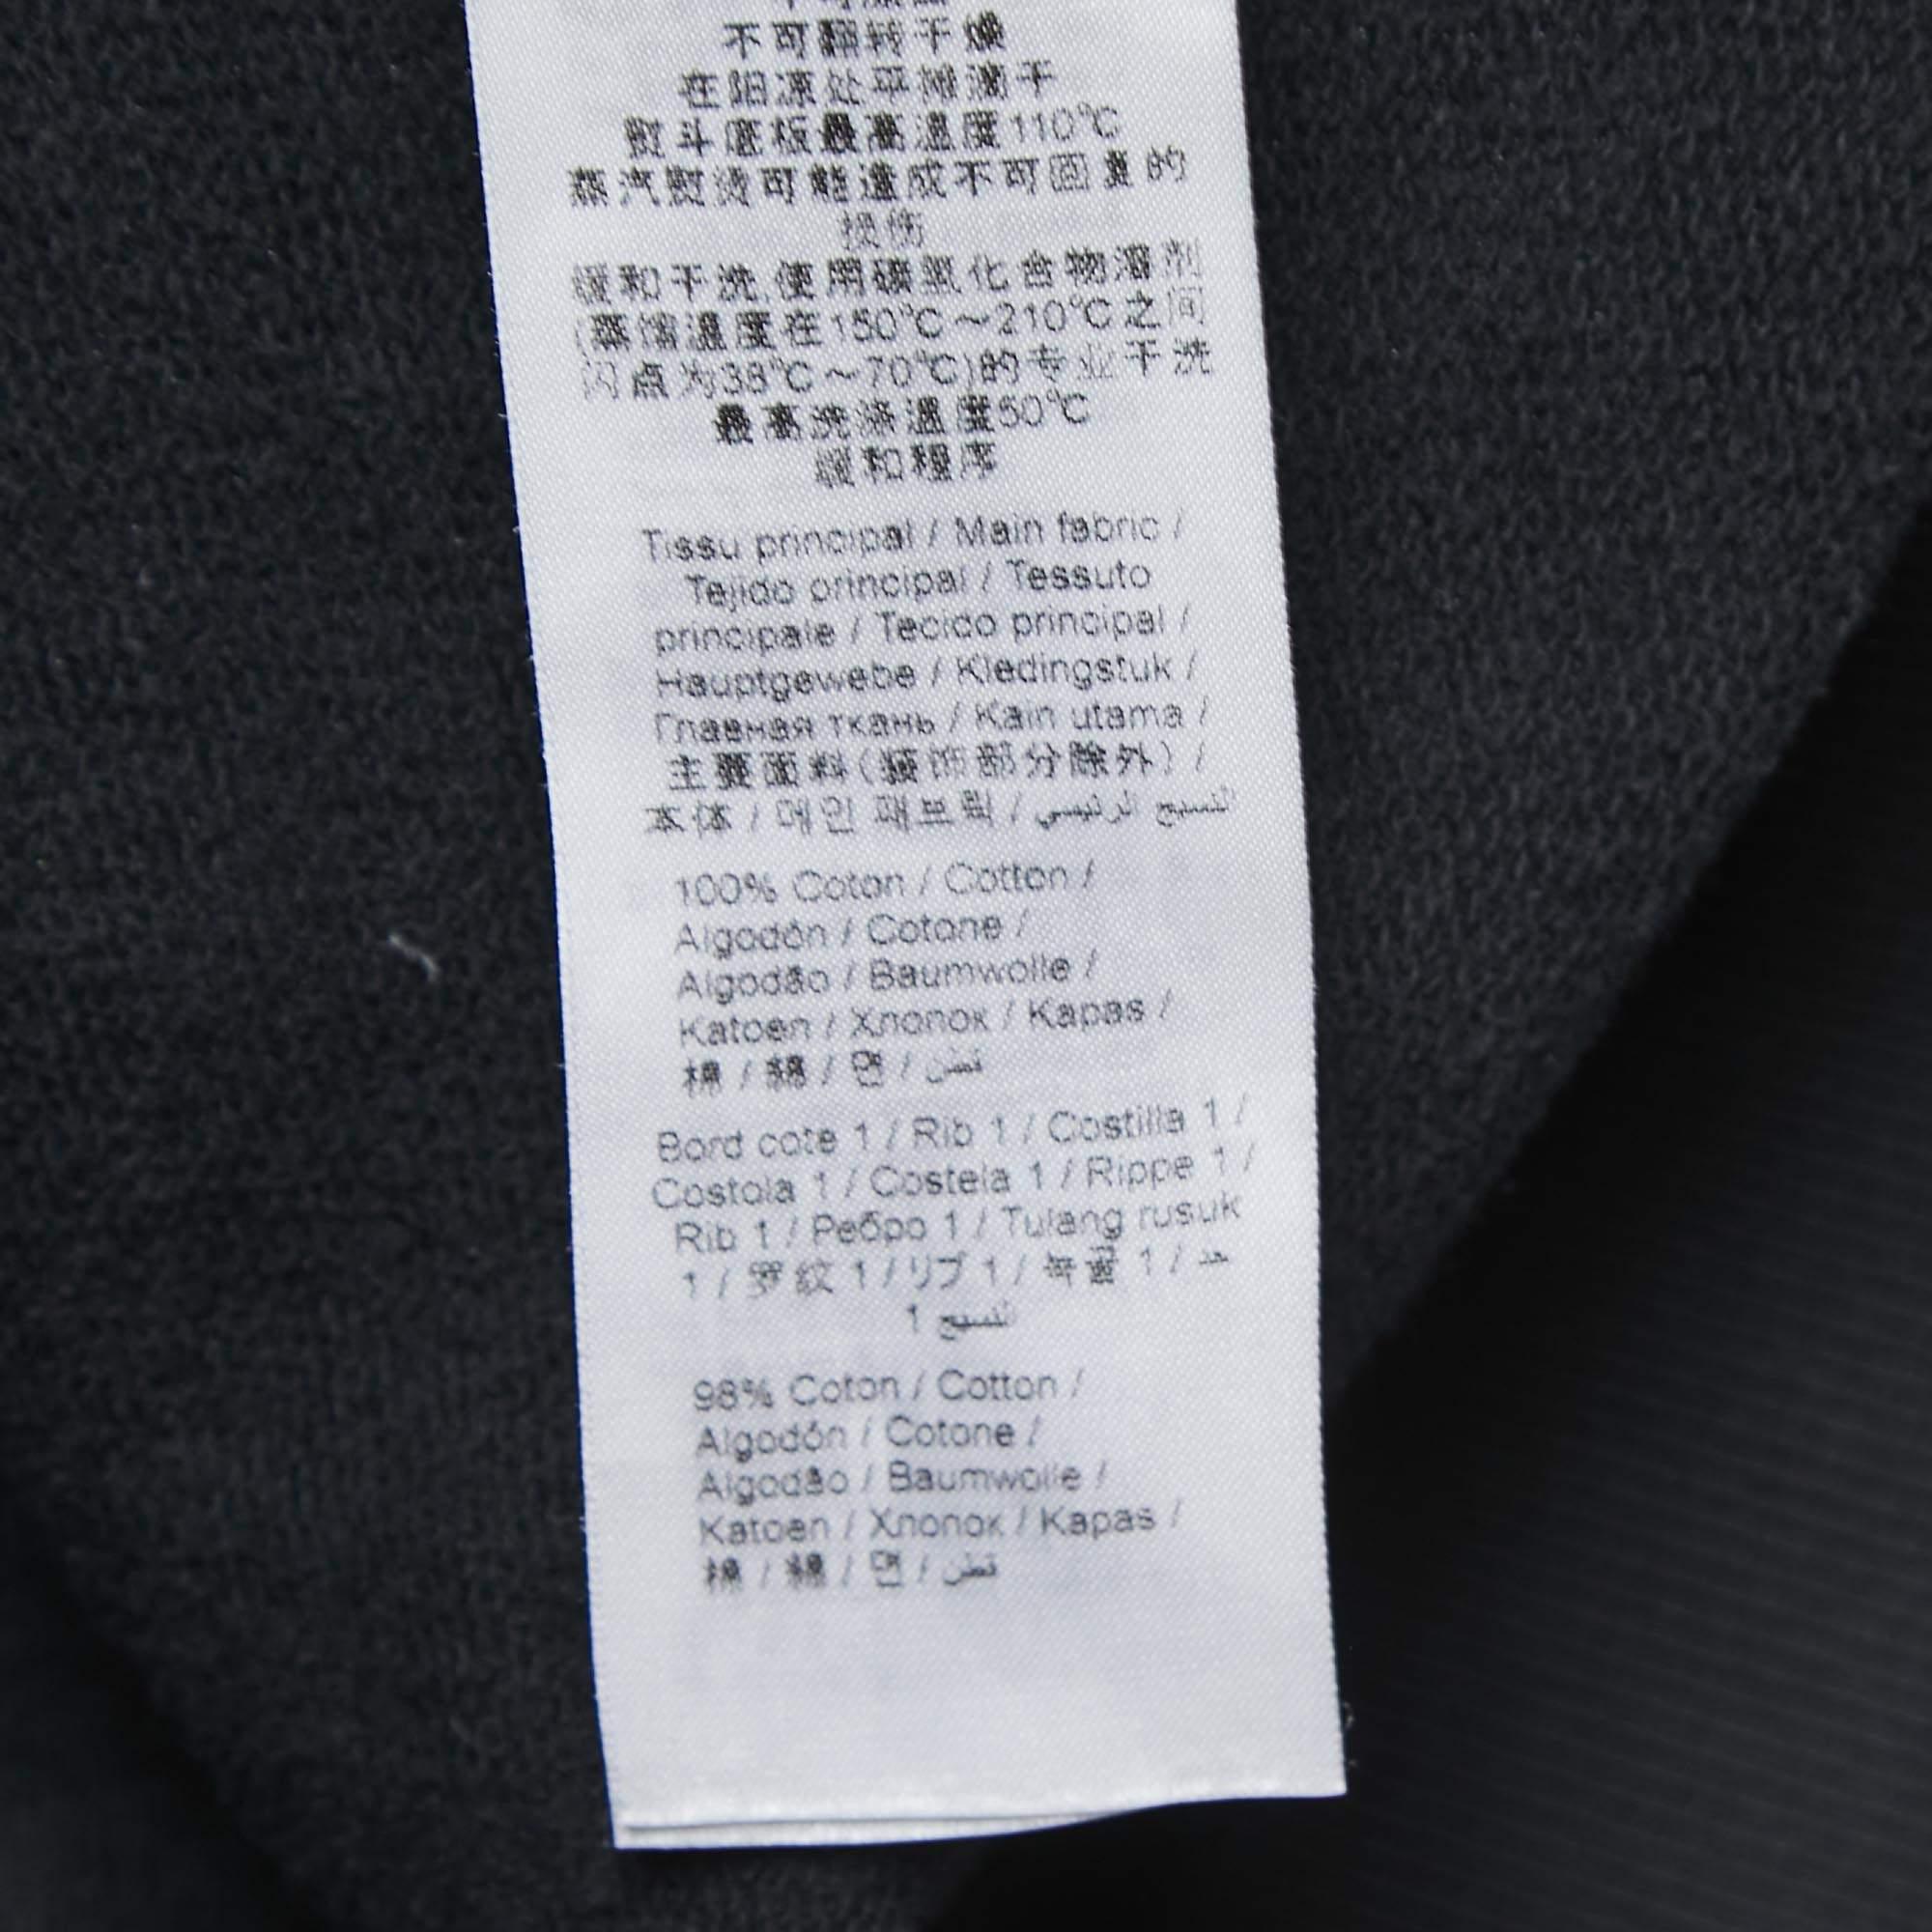 不可翻转干燥
在阳凉处平摊滴干
熨斗底板最高温度110℃
蒸汽熨烫可能造成不可回复的
损伤
缓和干洗,使用碳氢化合物溶剂
(蒸馏温度在150℃~210℃之间
闪点为38℃~70℃)的专业干洗
最高洗涤温度50℃
缓和程序
Tissu principal / Main fabric /
Tejido principal / Tessuto
principale / Tecido principal /
Hauptgewebe / Kledingstuk /
Главная ткань / Kain utama /
主要面料(装饰部分除外) /
本体 / 메인 패브릭 / النسيج الرئيسي
100% Coton / Cotton /
Algodón / Cotone /
Algodão / Baumwolle /
Katoen / Хлопок / Kapas /
棉 / 綿 / 면 / قطن
Bord cote 1 / Rib 1 / Costilla 1 /
Costola 1 / Costela 1 / Rippe 1 /
Rib 1 / Ребро 1 / Tulang rusuk
1 / 罗纹 1 / リブ 1 / 늑골 1 / حد
النسيج 1
98% Coton / Cotton /
Algodón / Cotone /
Algodão / Baumwolle /
Katoen / Хлопок / Kapas /
棉 / 綿 / 면 / قطن